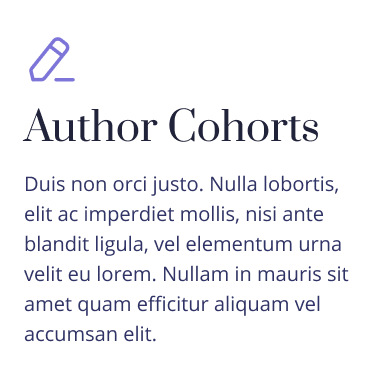 Author Cohorts
Duis non orci justo. Nulla lobortis,
elit ac imperdiet mollis, nisi ante
blandit ligula, vel elementum urna
velit eu lorem. Nullam in mauris sit
amet quam efficitur aliquam vel
accumsan elit.